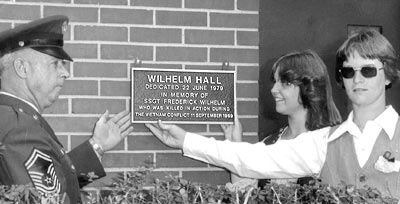 WILHELM HALL
DEDICATED 22 JUNE 1979
IN MEMORY OF
SSGT FREDERICK WILHELM
WHO WAS KILLED IN ACTION DURING
THE VIETNAM CONFLICT 11 SEPTEMBER 1969